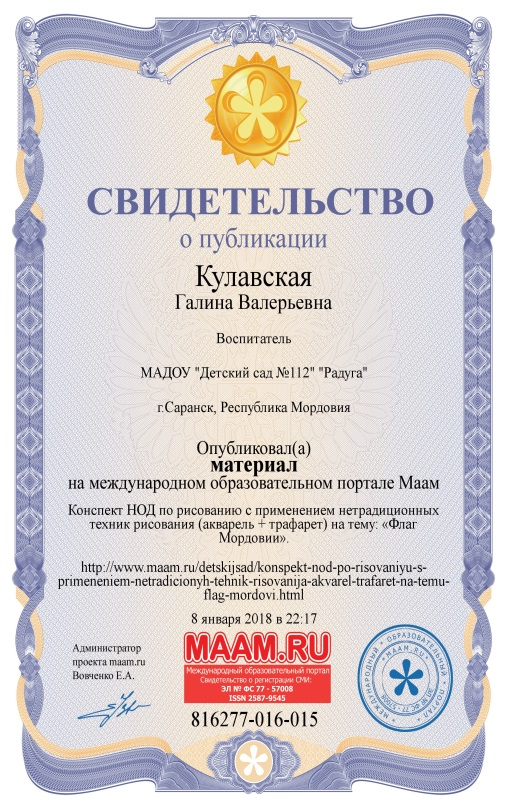 СВИДЕТЕЛЬСТВО
о публикации
Кулавская
Галина Валерьевна
Воспитатель
МАДОУ "Детский сад №112" "Радуга"
г.Саранск, Республика Мордовия
Опубликовал(а)
материал
на международном образовательном портале Маам
Конспект НОД по рисованию с применением нетрадиционных
техник рисования (акварель + трафарет) на тему: «Флаг
Мордовии».
http://www.maam.ru/detskijsad/konspekt-nod-po-risovaniyu-s-
primeneniem-netradicionyh-tehnik-risovanija-akvarel-trafaret-na-temu-
flag-mordovi.html
8 января 2018 в 22:17
Администратор
проекта maam.ru
Вовченко Е.А.
MAAM.RU
Международный образовательный портал
Свидетельство о регистрации СМИ:
ЭЛ № ФС 77 - 57008
ISSN 2587-9545
816277-016-015
МЕЖДУНАРОДНЫЙ ОБРАЗОВАТЕЛЬНЫЙ ПОРТАЛ
MAAM.RU